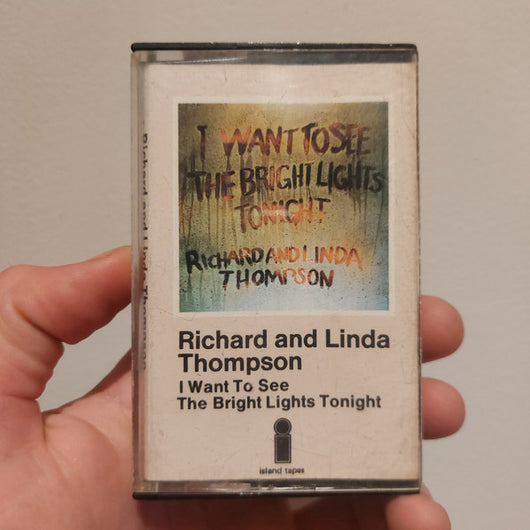 I WANT TO SEE
THE BRIGHT LIGHTS
TONIGHT
RICHARD AND LINDA
THOMPSON
Richard and Linda
Thompson
I Want To See
The Bright Lights Tonight
island tapes
Richard and Linda Thompson